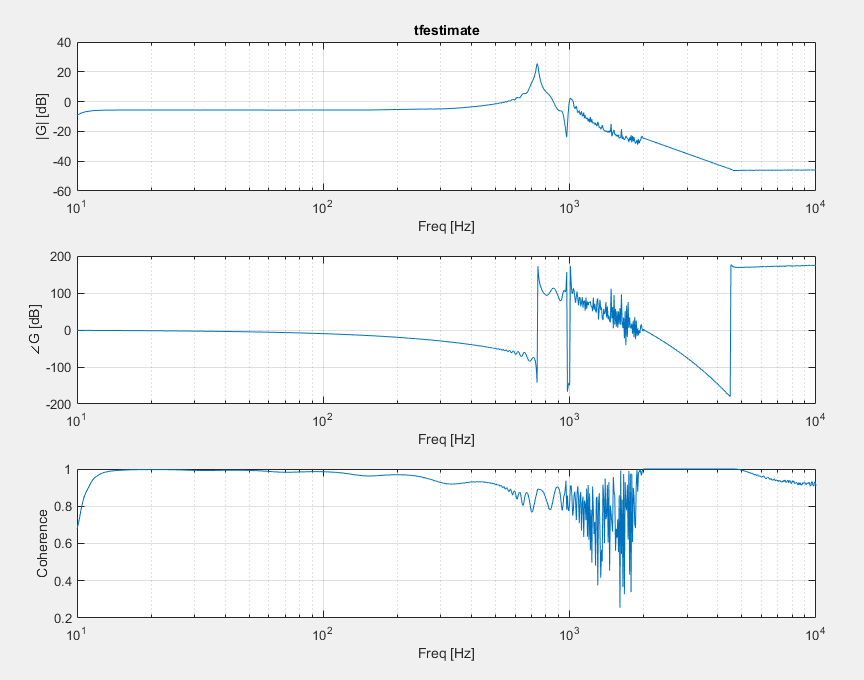 tfestimate
40
20
0
-20
-40
-60
|G| [dB]
10^1 10^2 10^3 10^4
Freq [Hz]
200
100
0
-100
-200
∠G [dB]
10^1 10^2 10^3 10^4
Freq [Hz]
1
0.8
0.6
0.4
0.2
Coherence
10^1 10^2 10^3 10^4
Freq [Hz]